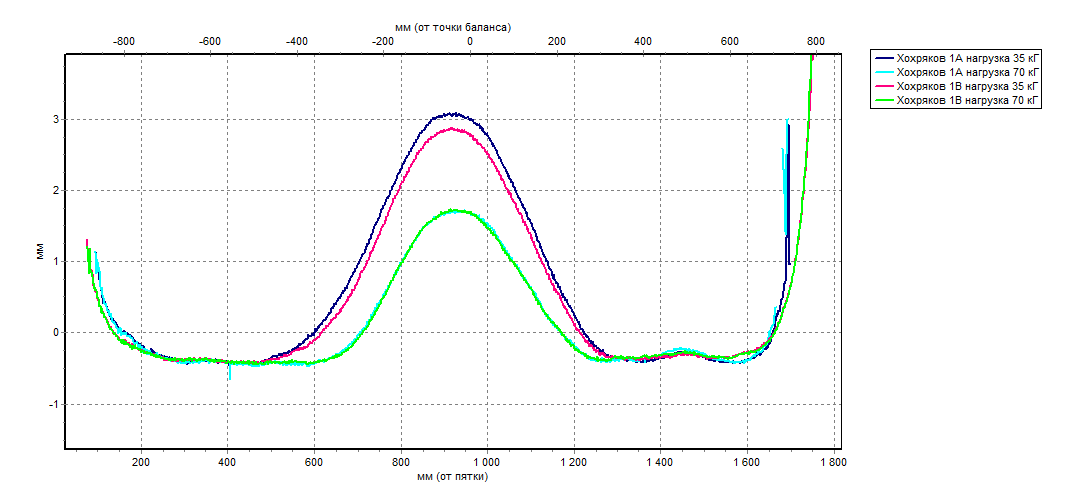 мм (от точки баланса)
-800 -600 -400 -200 0 200 400 600 800
Хохряков 1А нагрузка 35 кГ
Хохряков 1А нагрузка 70 кГ
Хохряков 1В нагрузка 35 кГ
Хохряков 1В нагрузка 70 кГ
3
2
мм
1
0
-1
200 400 600 800 1 000 1 200 1 400 1 600 1 800
мм (от пятки)